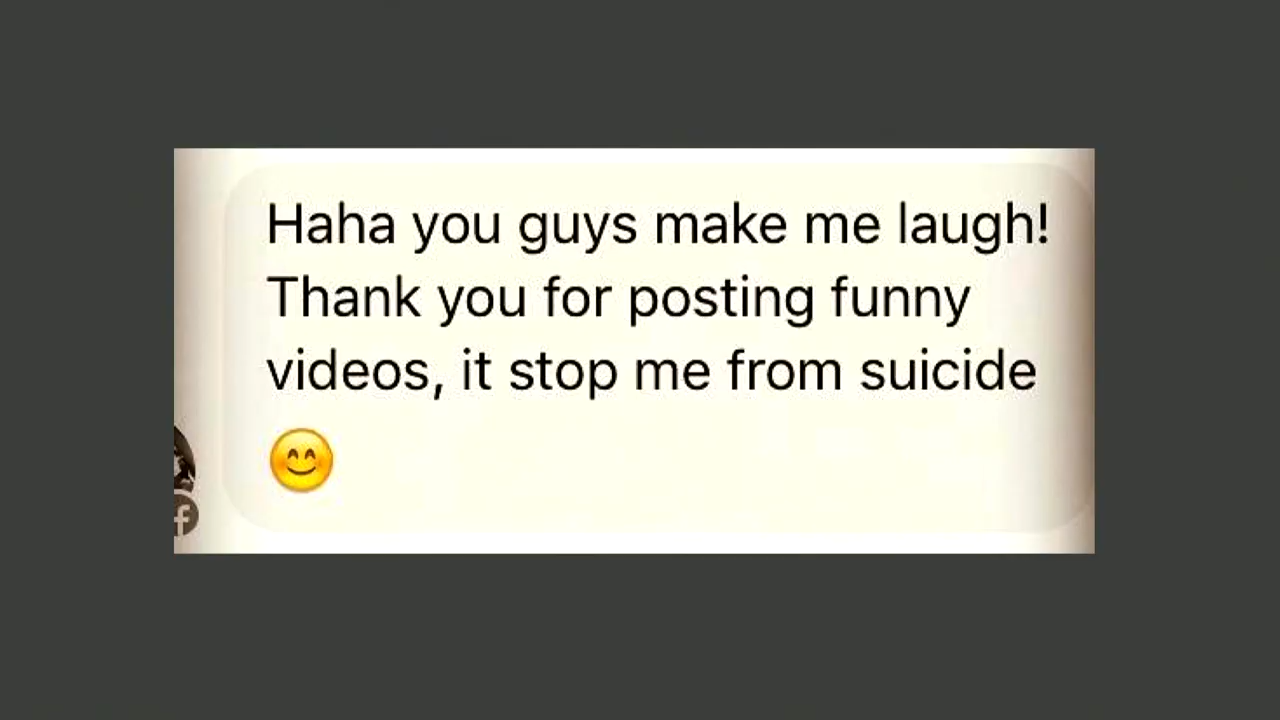 Haha you guys make me laugh!
Thank you for posting funny
videos, it stop me from suicide
😊